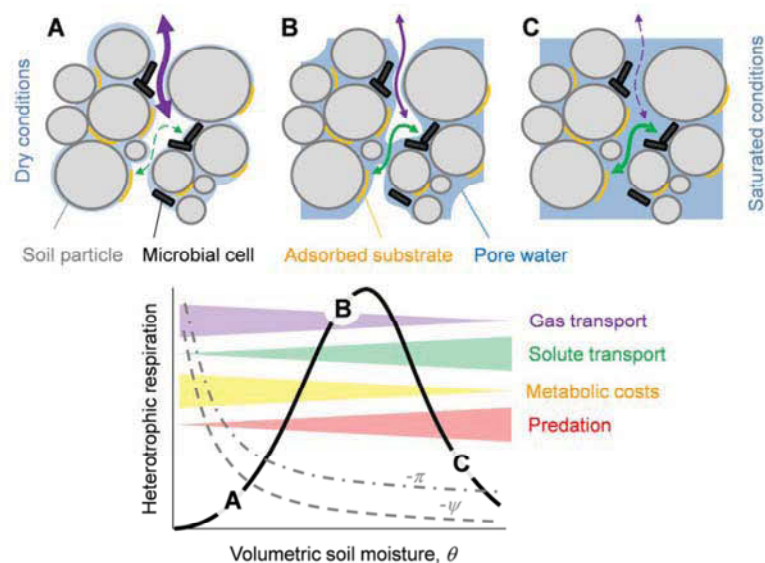 A
B
C
Dry conditions
Saturated conditions
Soil particle
Microbial cell
Adsorbed substrate
Pore water
Heterotrophic respiration
B
A
C
-π
-ψ
Gas transport
Solute transport
Metabolic costs
Predation
Volumetric soil moisture, θ